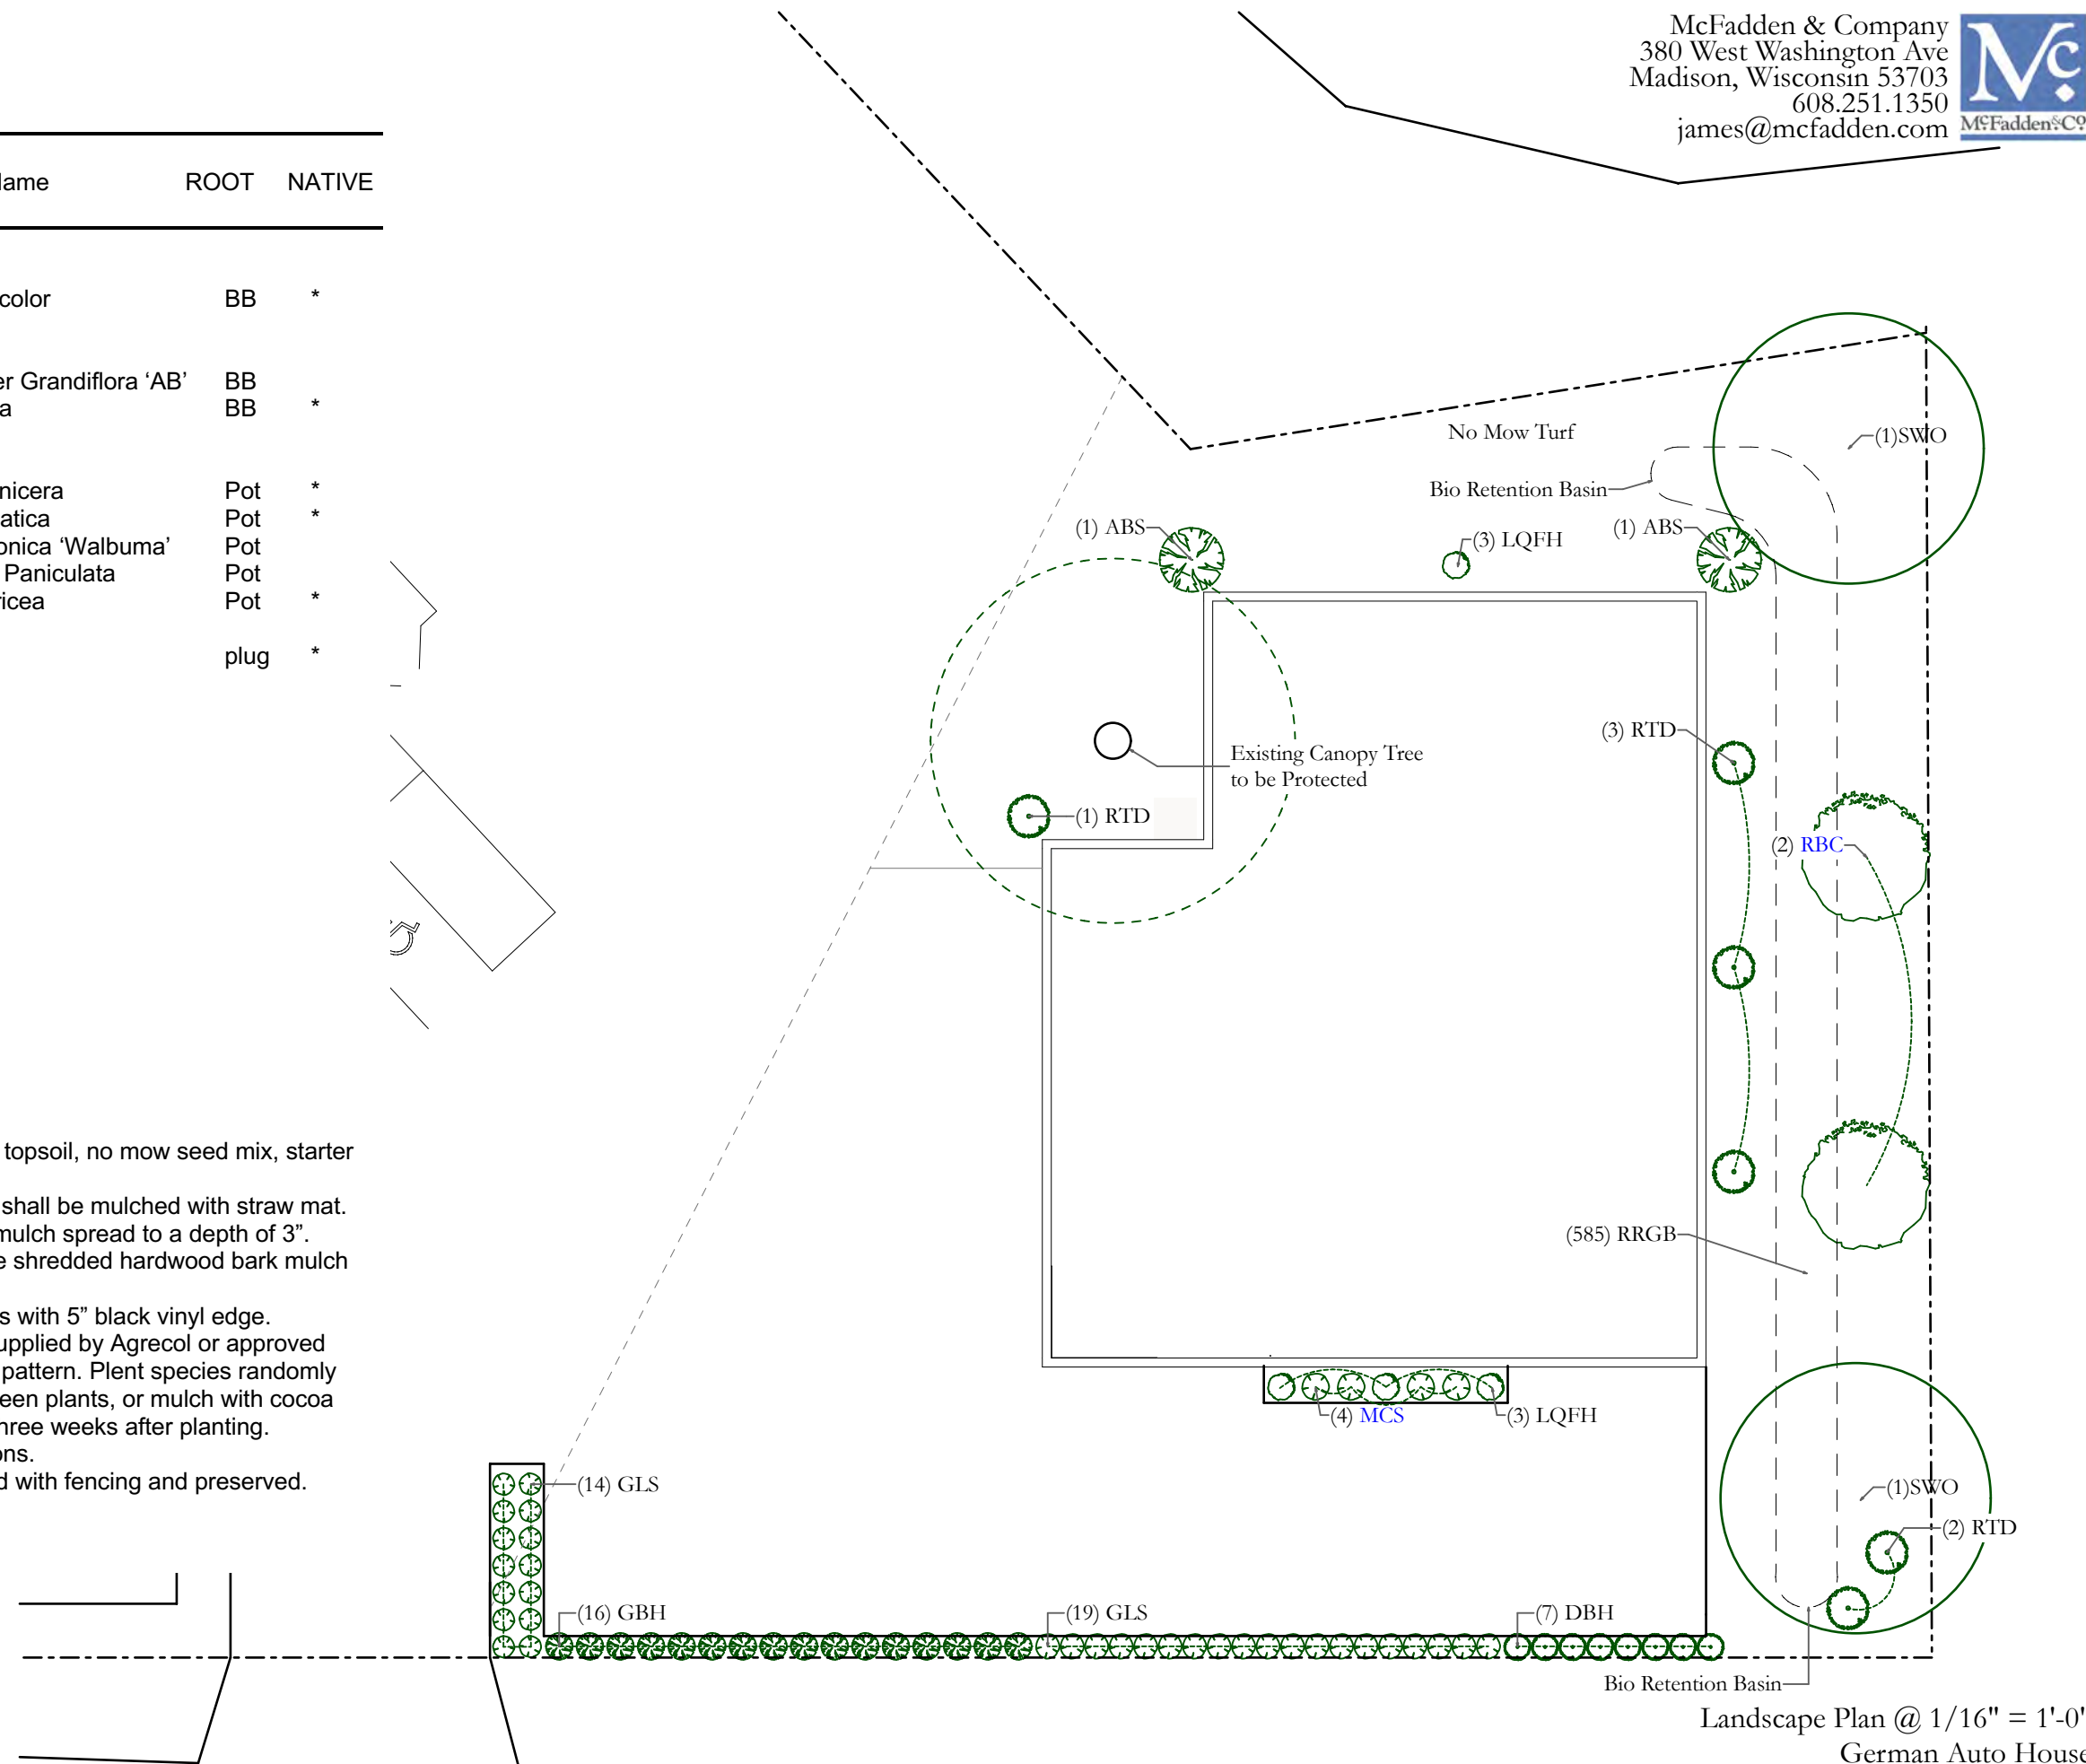 McFadden & Company
380 West Washington Ave
Madison, Wisconsin 53703
608.251.1350
james@mcfadden.com
Mc
McFadden & Co
ROOT NATIVE
color BB *
er Grandiflora ‘AB’ BB
a BB *
nicera Pot *
atica Pot *
onica ‘Walbuma’ Pot
Paniculata Pot
ricea Pot *
plug *
topsoil, no mow seed mix, starter
shall be mulched with straw mat.
mulch spread to a depth of 3”.
e shredded hardwood bark mulch
s with 5” black vinyl edge.
upplied by Agrecol or approved
pattern. Plent species randomly
een plants, or mulch with cocoa
hree weeks after planting.
ons.
d with fencing and preserved.
No Mow Turf
(1)SWO
Bio Retention Basin
(1) ABS
(3) LQFH
(1) ABS
(3) RTD
Existing Canopy Tree
to be Protected
(1) RTD
(2) RBC
(585) RRGB
(4) MCS
(3) LQFH
(14) GLS
(1)SWO
(2) RTD
(16) GBH
(19) GLS
(7) DBH
Bio Retention Basin
Landscape Plan @ 1/16" = 1'-0"
German Auto House